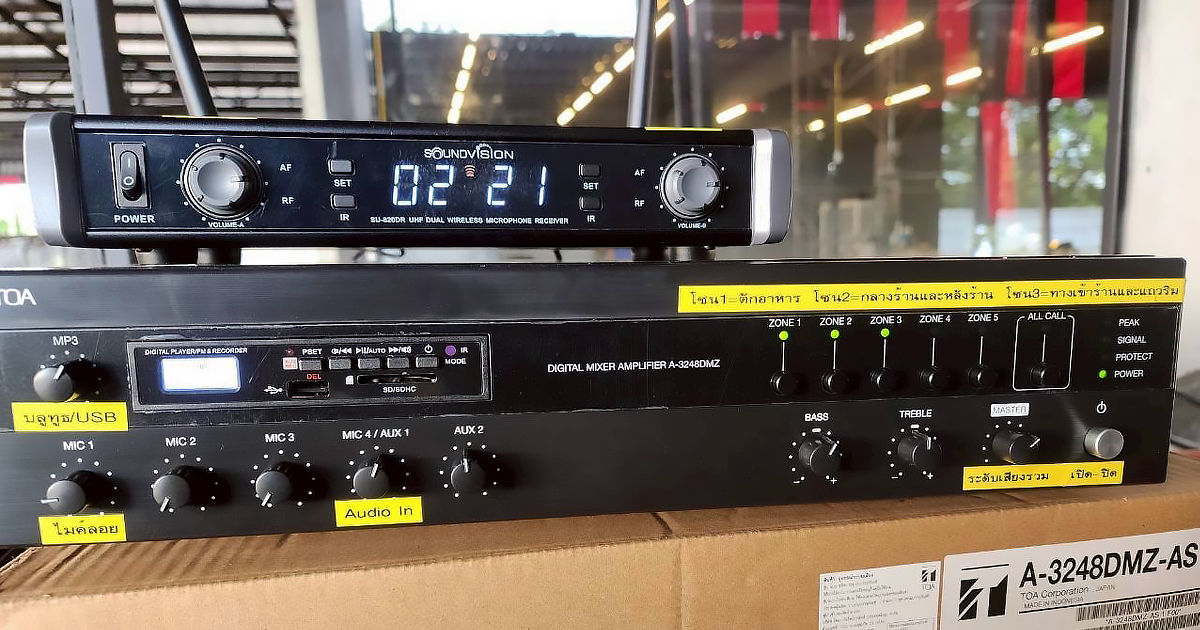 SOUNDVISION
AF
SET
02 21
SET
AF
RF
IR
IR
RF
POWER
VOLUME-A
SU-820DR UHF DUAL WIRELESS MICROPHONE RECEIVER
VOLUME-B
TOA
โซน1=ตักอาหาร โซน2=กลางร้านและหลังร้าน โซน3=ทางเข้าร้านและแถวริม
ZONE 1 ZONE 2 ZONE 3 ZONE 4 ZONE 5 ALL CALL
PEAK
SIGNAL
PROTECT
POWER
MP3
DIGITAL PLAYER/FM & RECORDER
PSET
/AUTO
IR
MODE
DEL
SD/SDHC
DIGITAL MIXER AMPLIFIER A-3248DMZ
บลูทูธ/USB
MIC 1 MIC 2 MIC 3 MIC 4 / AUX 1 AUX 2
BASS TREBLE MASTER
ระดับเสียงรวม เปิด- ปิด
ไมค์ลอย
Audio In
TOA
A-3248DMZ-AS
TOA Corporation JAPAN
MADE IN INDONESIA
"A-3248DMZ-AS-1 F00"